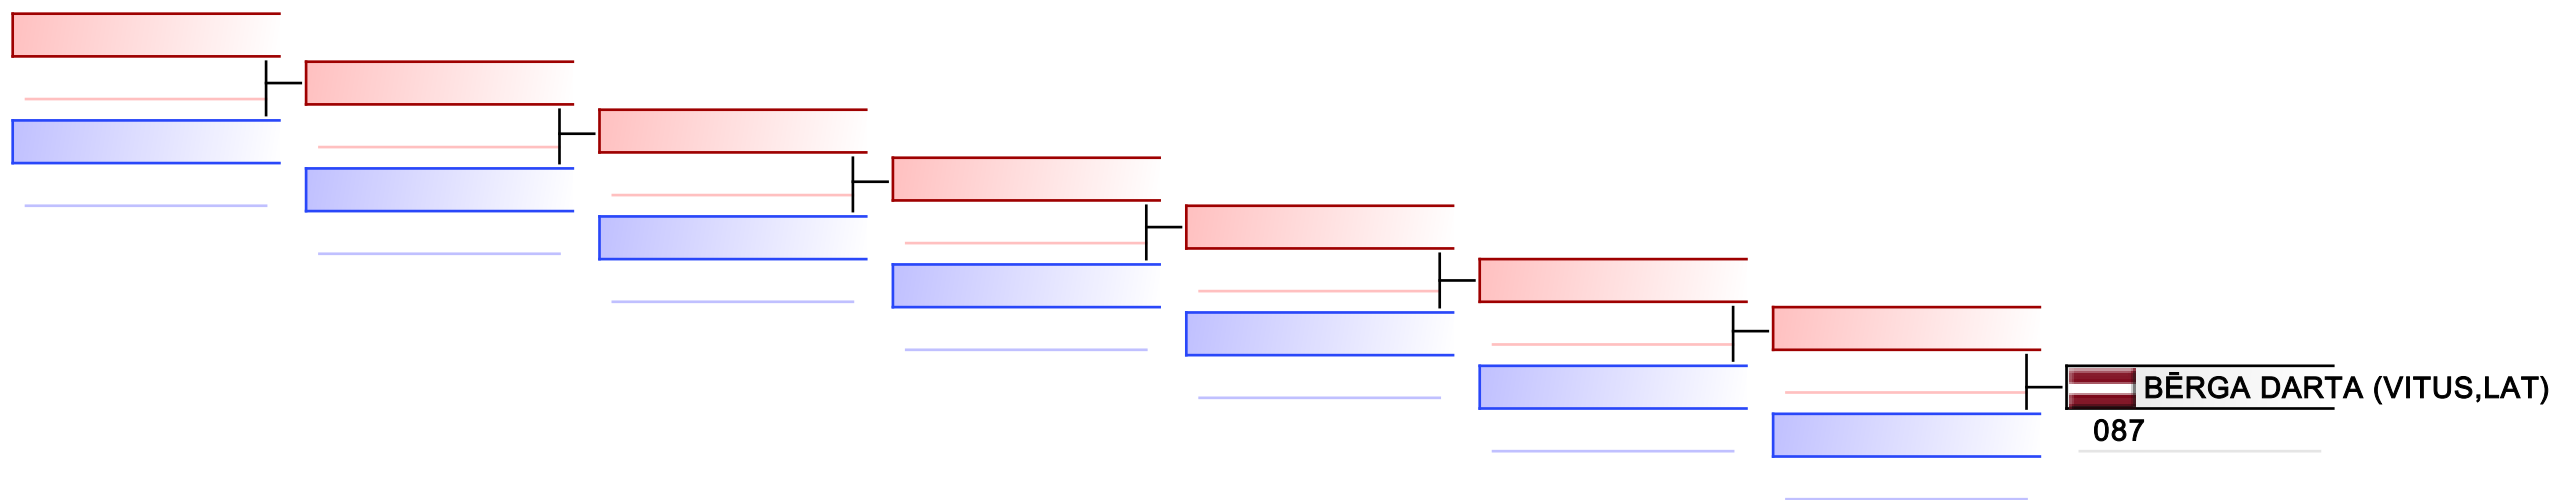 BĒRGA DARTA (VITUS,LAT)
087